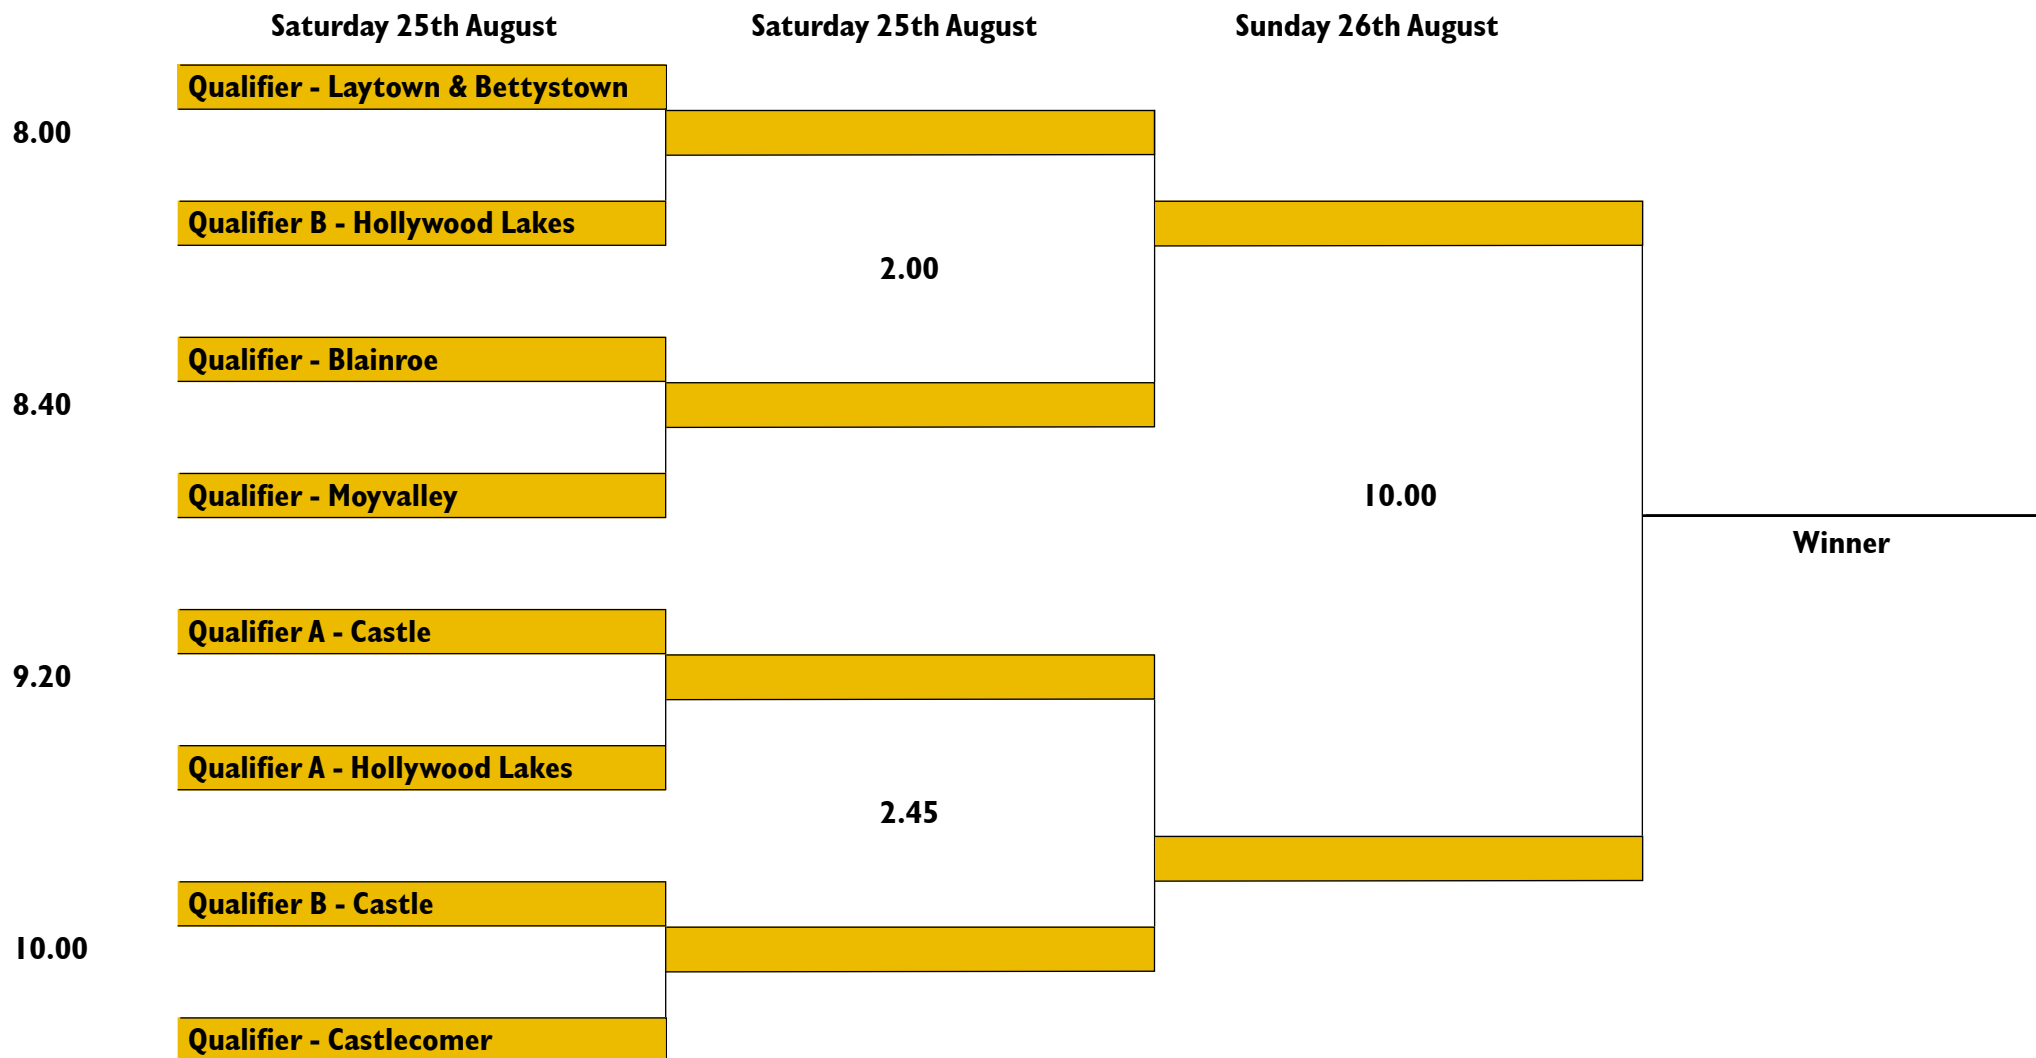 Saturday 25th August
Saturday 25th August
Sunday 26th August
Qualifier - Laytown & Bettystown
8.00
Qualifier B - Hollywood Lakes
2.00
Qualifier - Blainroe
8.40
Qualifier - Moyvalley
10.00
Winner
Qualifier A - Castle
9.20
Qualifier A - Hollywood Lakes
2.45
Qualifier B - Castle
10.00
Qualifier - Castlecomer